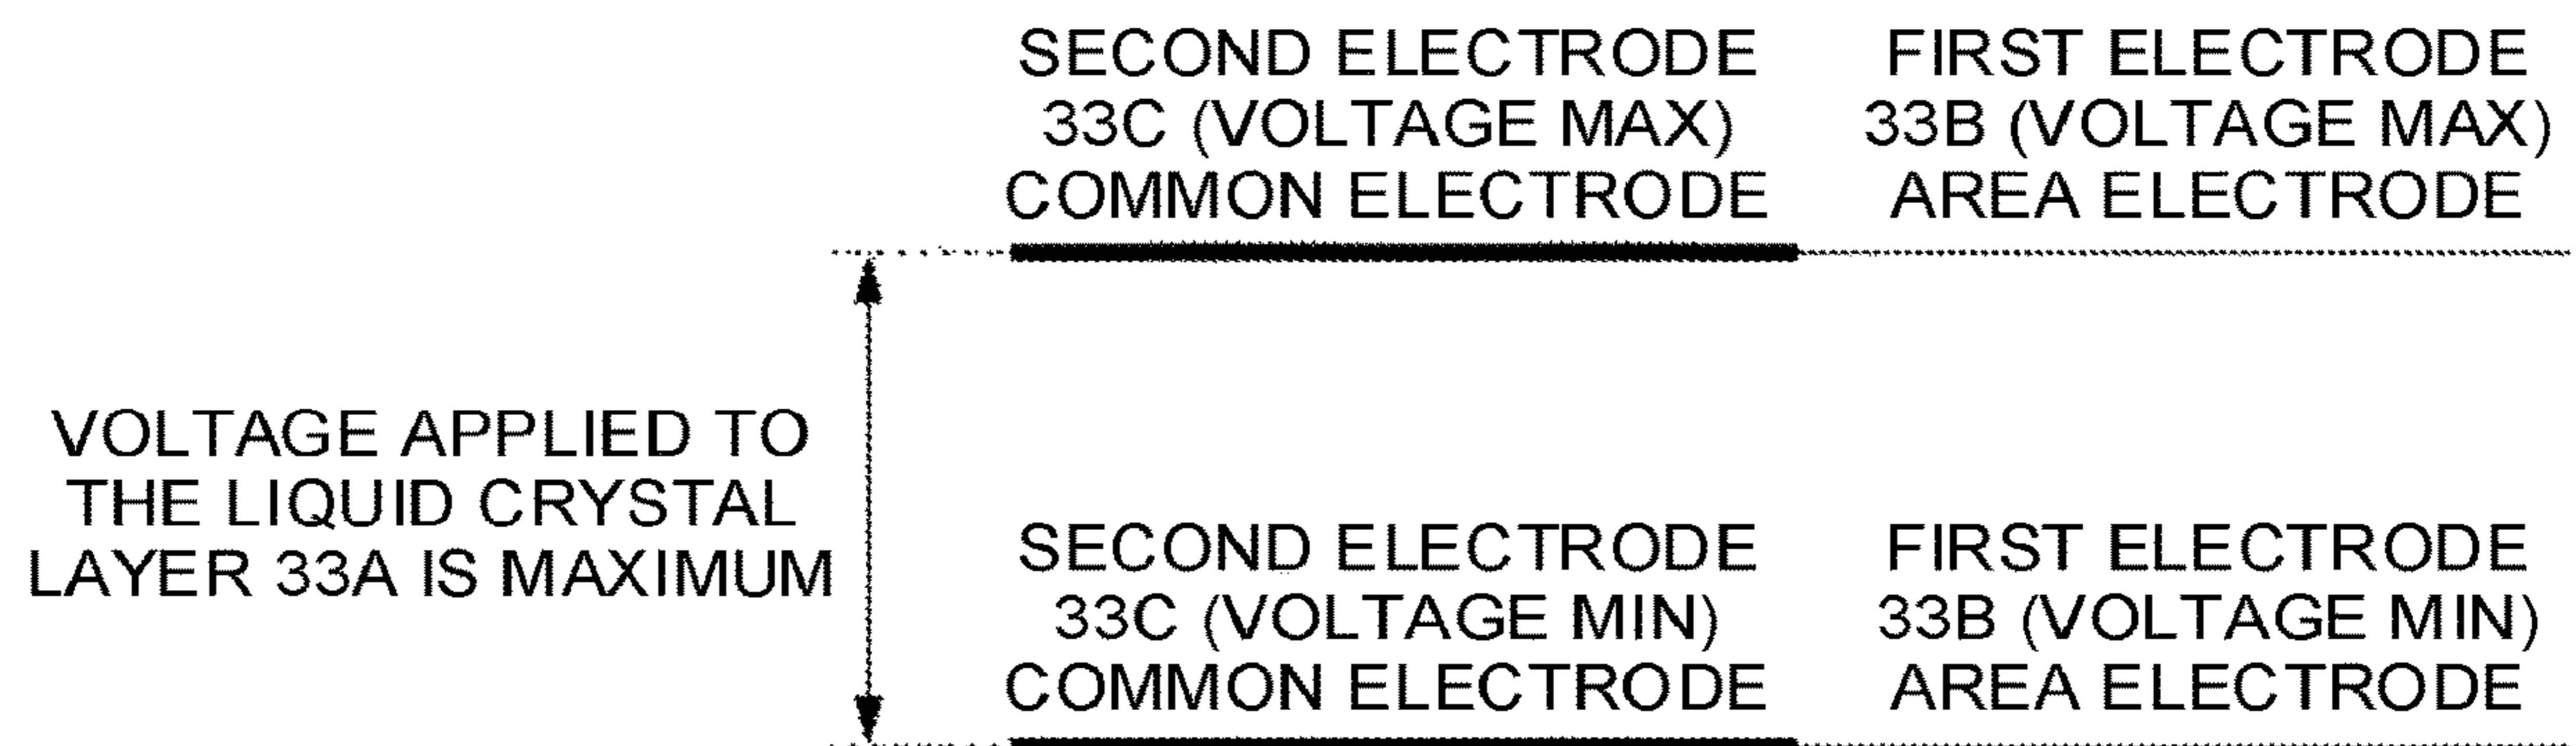 SECOND ELECTRODE
33C (VOLTAGE MAX)
COMMON ELECTRODE
FIRST ELECTRODE
33B (VOLTAGE MAX)
AREA ELECTRODE
VOLTAGE APPLIED TO
THE LIQUID CRYSTAL
LAYER 33A IS MAXIMUM
SECOND ELECTRODE
33C (VOLTAGE MIN)
COMMON ELECTRODE
FIRST ELECTRODE
33B (VOLTAGE MIN)
AREA ELECTRODE